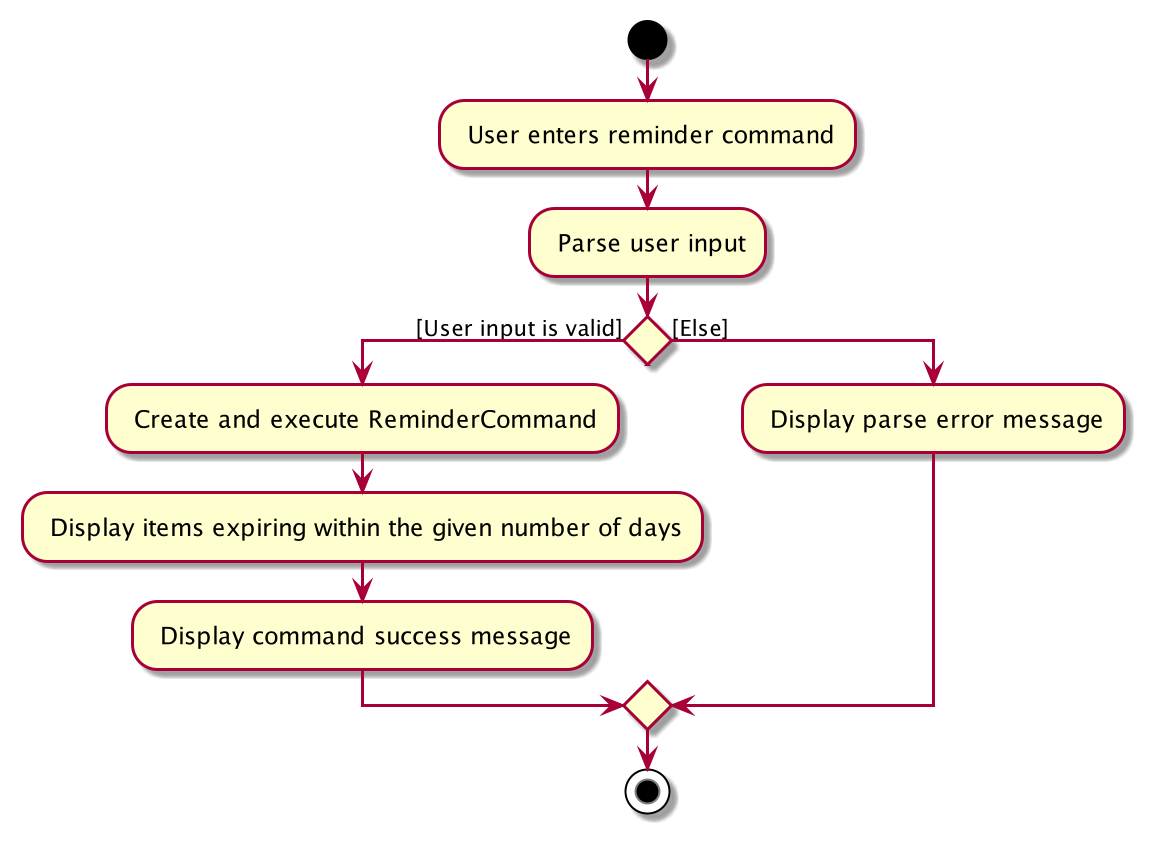 User enters reminder command
Parse user input
[User input is valid]
[Else]
Create and execute ReminderCommand
Display parse error message
Display items expiring within the given number of days
Display command success message